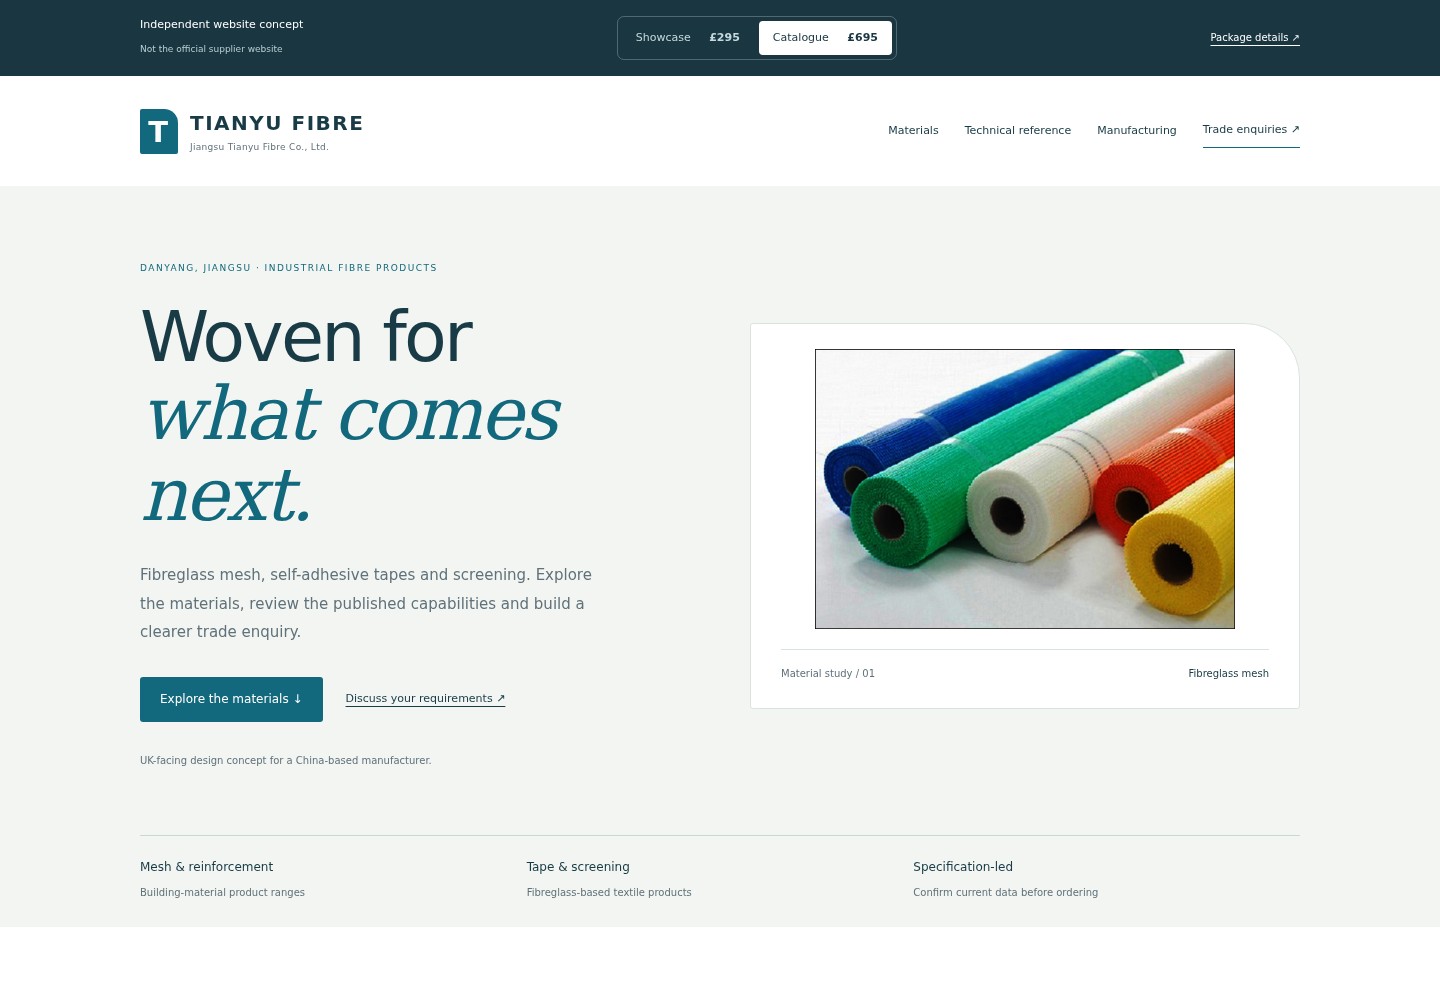 Independent website concept
Not the official supplier website
Showcase £295 Catalogue £695
Package details ↗
T
TIANYU FIBRE
Jiangsu Tianyu Fibre Co., Ltd.
Materials Technical reference Manufacturing Trade enquiries ↗
DANYANG, JIANGSU · INDUSTRIAL FIBRE PRODUCTS
Woven for
what comes
next.
Fibreglass mesh, self-adhesive tapes and screening. Explore
the materials, review the published capabilities and build a
clearer trade enquiry.
Explore the materials ↓ Discuss your requirements ↗
UK-facing design concept for a China-based manufacturer.
Material study / 01 Fibreglass mesh
Mesh & reinforcement
Building-material product ranges
Tape & screening
Fibreglass-based textile products
Specification-led
Confirm current data before ordering